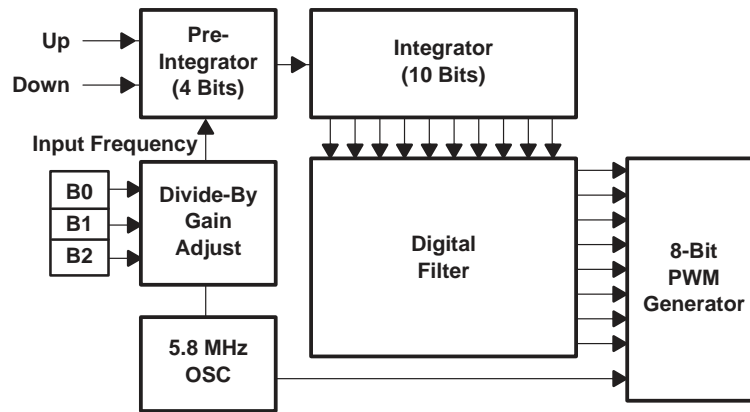 Up
Down
Pre-
Integrator
(4 Bits)
Integrator
(10 Bits)
Input Frequency
B0
B1
B2
Divide-By
Gain
Adjust
Digital
Filter
8-Bit
PWM
Generator
5.8 MHz
OSC